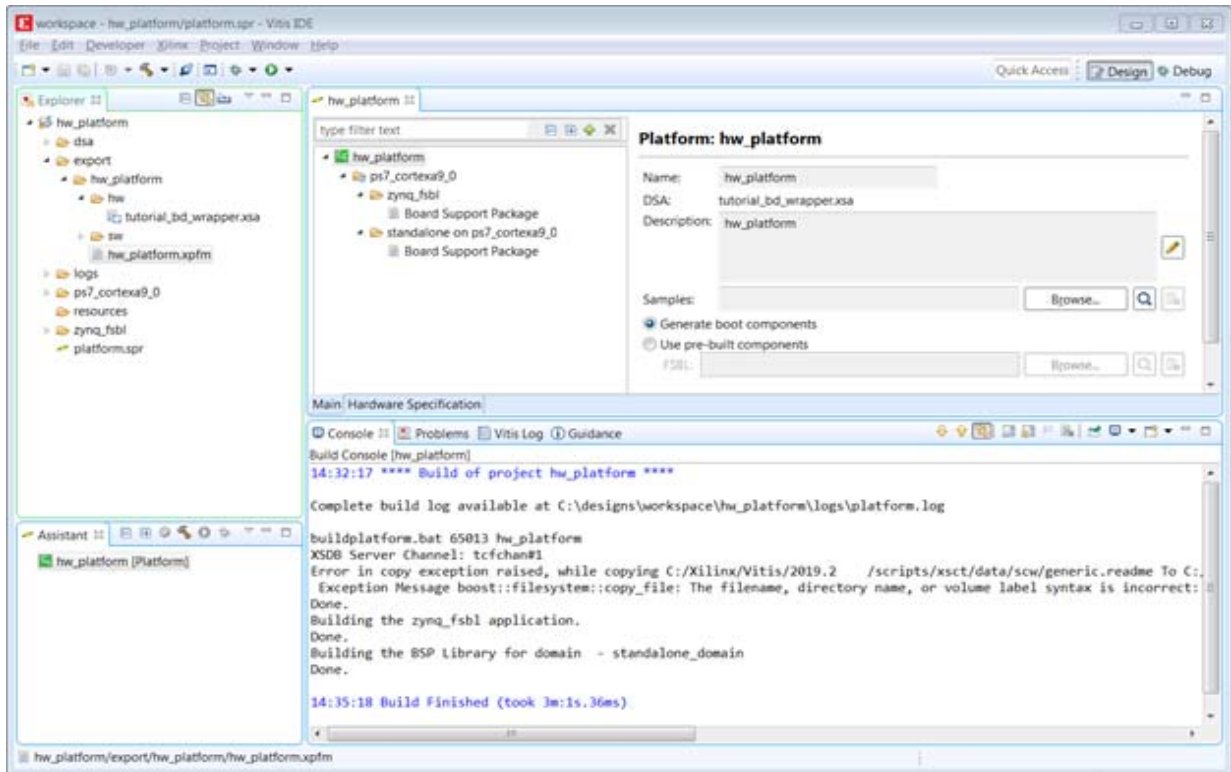 workspace - hw_platform/platform.spr - Vitis IDE
File Edit Developer Xilinx Project Window Help
Quick Access Design Debug
Explorer
hw_platform
dsa
export
hw_platform
hw
tutorial_bd_wrapper.xsa
sw
hw_platform.xpfm
logs
ps7_cortexa9_0
resources
zynq_fsbl
platform.spr
Assistant
hw_platform [Platform]
hw_platform
type filter text
hw_platform
ps7_cortexa9_0
zynq_fsbl
Board Support Package
standalone on ps7_cortexa9_0
Board Support Package
Platform: hw_platform
Name: hw_platform
DSA: tutorial_bd_wrapper.xsa
Description: hw_platform
Samples: Browse...
Generate boot components
Use pre-built components
FSBL: Browse...
Main Hardware Specification
Console Problems Vitis Log Guidance
Build Console [hw_platform]
14:32:17 **** Build of project hw_platform ****
Complete build log available at C:\designs\workspace\hw_platform\logs\platform.log
buildplatform.bat 65013 hw_platform
XSDB Server Channel: tcfchan#1
Error in copy exception raised, while copying C:/Xilinx/Vitis/2019.2 /scripts/xsct/data/scw/generic.readme To C:,
Exception Message boost::filesystem::copy_file: The filename, directory name, or volume label syntax is incorrect:
Done.
Building the zynq_fsbl application.
Done.
Building the BSP Library for domain - standalone_domain
Done.
14:35:18 Build Finished (took 3m:1s.36ms)
hw_platform/export/hw_platform/hw_platform.xpfm